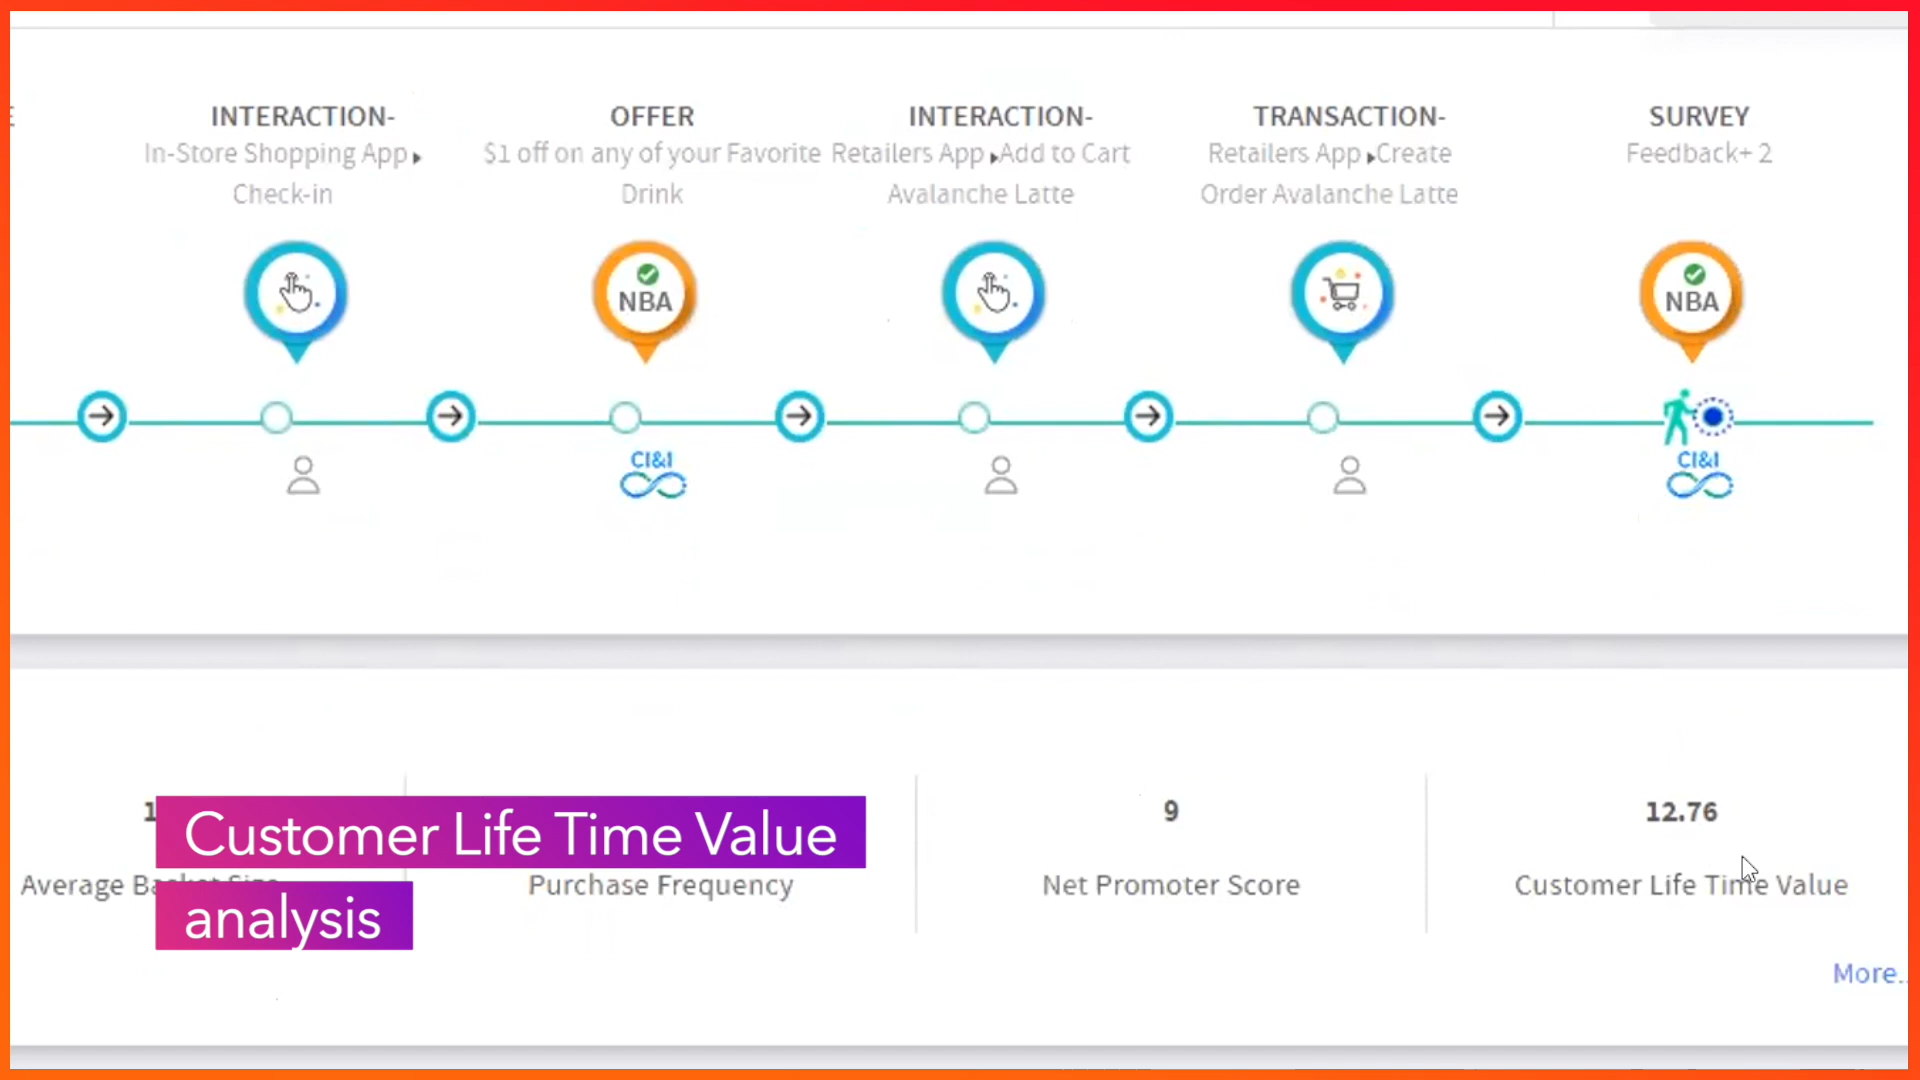 INTERACTION-
In-Store Shopping App
Check-in
OFFER
$1 off on any of your Favorite
Drink
INTERACTION-
Retailers App Add to Cart
Avalanche Latte
TRANSACTION-
Retailers App Create
Order Avalanche Latte
SURVEY
Feedback+ 2
NBA
NBA
CI&I
CI&I
9
12.76
Average
Purchase Frequency
Net Promoter Score
Customer Life Time Value
Customer Life Time Value
analysis
More..